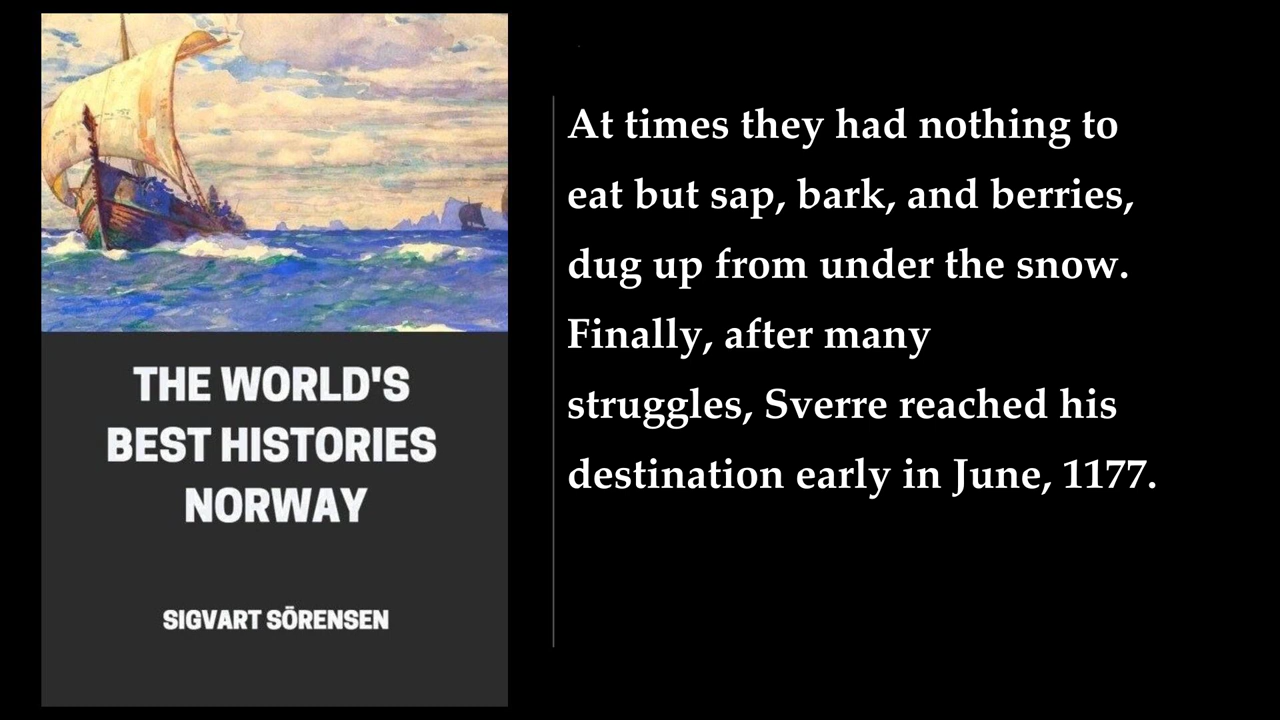 THE WORLD'S
BEST HISTORIES
NORWAY
SIGVART SÖRENSEN
At times they had nothing to
eat but sap, bark, and berries,
dug up from under the snow.
Finally, after many
struggles, Sverre reached his
destination early in June, 1177.